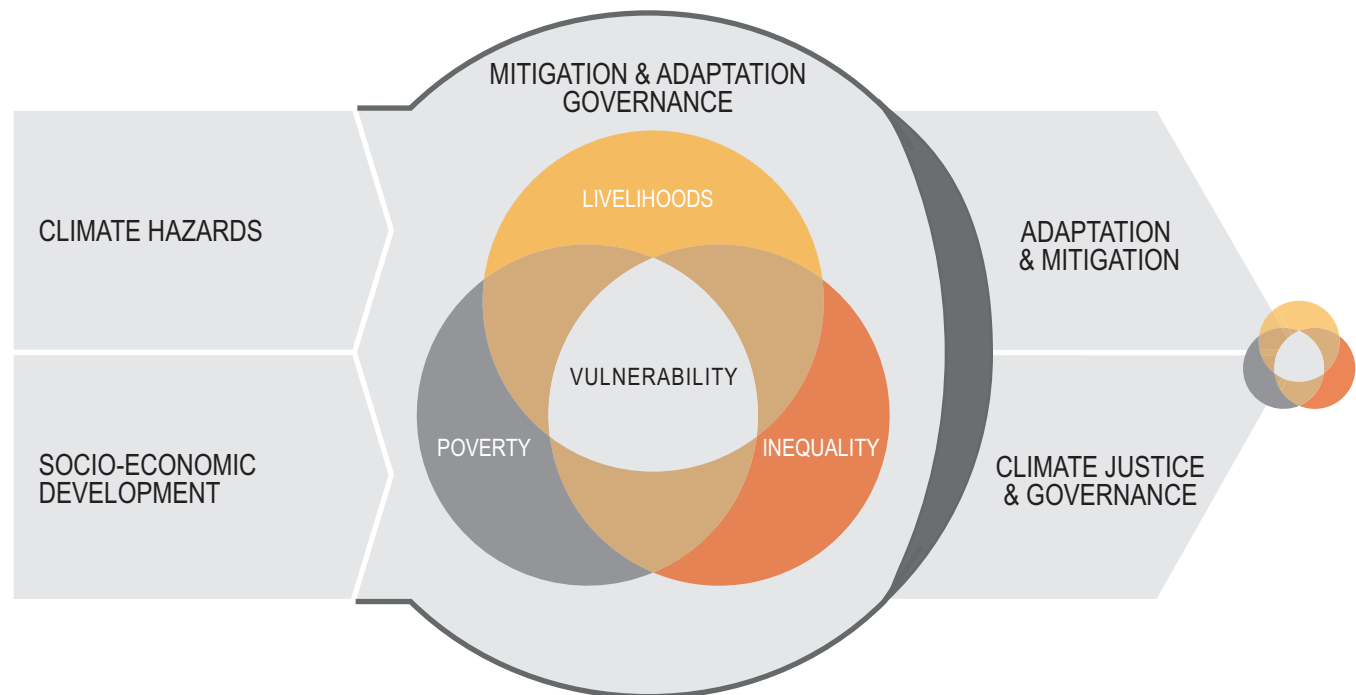 MITIGATION & ADAPTATION
GOVERNANCE
CLIMATE HAZARDS
SOCIO-ECONOMIC
DEVELOPMENT
LIVELIHOODS
VULNERABILITY
POVERTY
INEQUALITY
ADAPTATION
& MITIGATION
CLIMATE JUSTICE
& GOVERNANCE